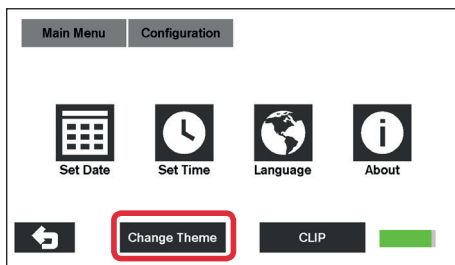 Main Menu Configuration
Set Date Set Time Language About
Change Theme CLIP